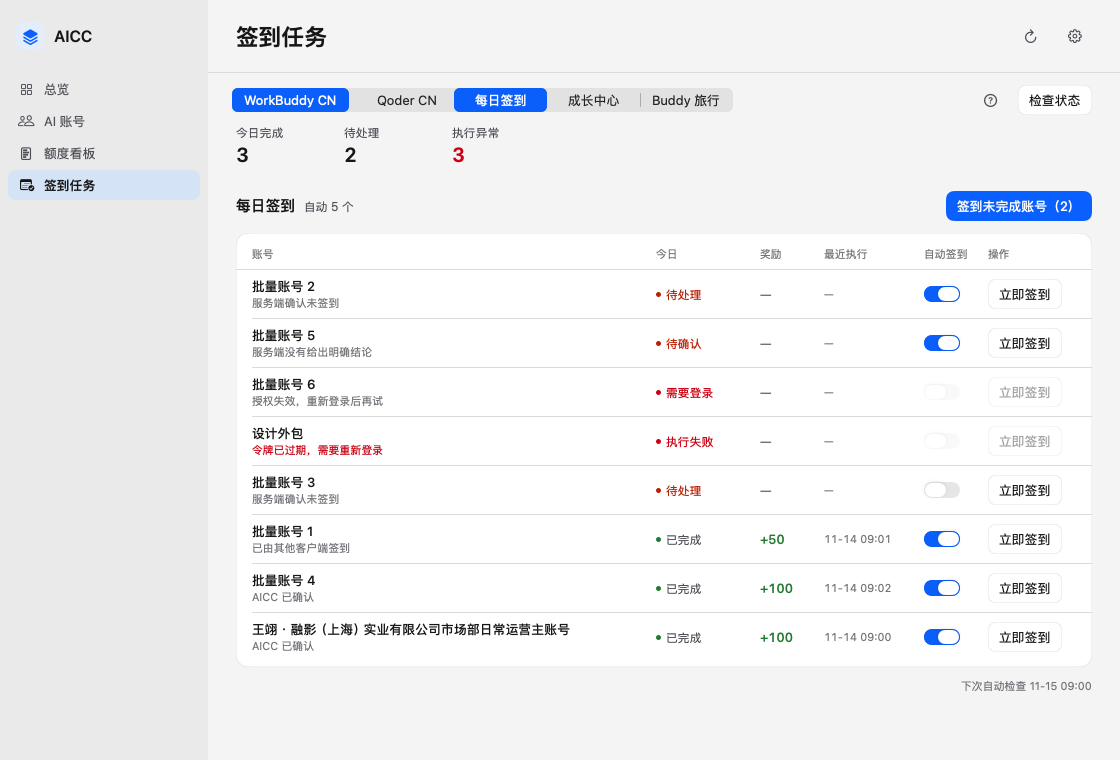 AICC
总览
AI 账号
额度看板
签到任务
签到任务
WorkBuddy CN
Qoder CN
每日签到
成长中心
Buddy 旅行
检查状态
今日完成
3
待处理
2
执行异常
3
每日签到 自动 5 个
签到未完成账号（2）
账号 今日 奖励 最近执行 自动签到 操作
批量账号 2
服务端确认未签到
待处理 — — 立即签到
批量账号 5
服务端没有给出明确结论
待确认 — — 立即签到
批量账号 6
授权失效，重新登录后再试
需要登录 — — 立即签到
设计外包
令牌已过期，需要重新登录
执行失败 — — 立即签到
批量账号 3
服务端确认未签到
待处理 — — 立即签到
批量账号 1
已由其他客户端签到
已完成 +50 11-14 09:01 立即签到
批量账号 4
AICC 已确认
已完成 +100 11-14 09:02 立即签到
王翊 · 融影（上海）实业有限公司市场部日常运营主账号
AICC 已确认
已完成 +100 11-14 09:00 立即签到
下次自动检查 11-15 09:00